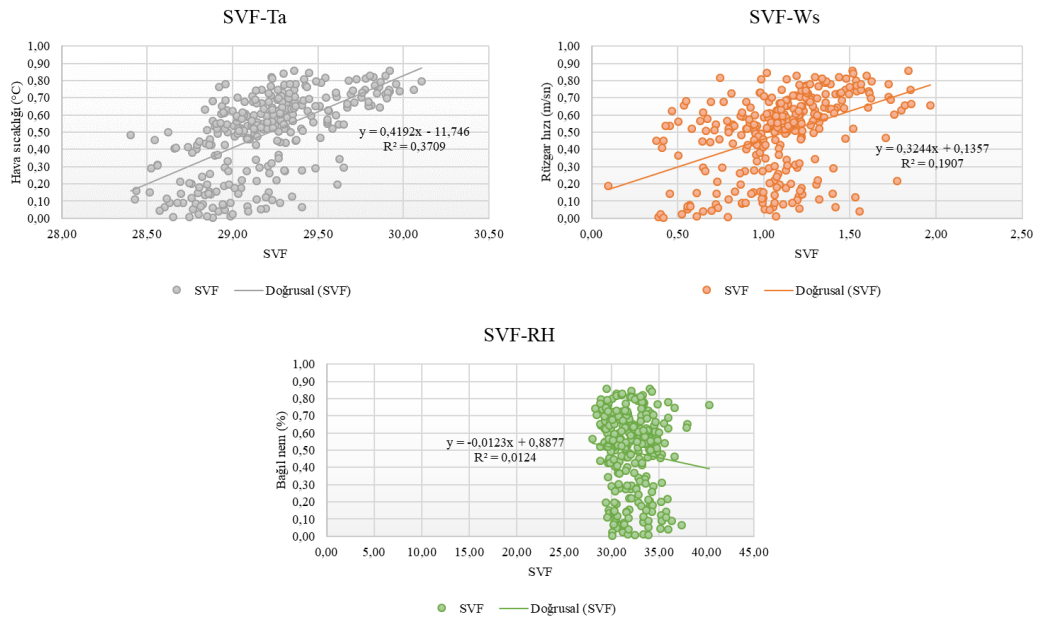 SVF-Ta
Hava sıcaklığı (°C)
1,00
0,90
0,80
0,70
0,60
0,50
0,40
0,30
0,20
0,10
0,00
y = 0,4192x - 11,746
R² = 0,3709
28,00 28,50 29,00 29,50 30,00 30,50
SVF
SVF Doğrusal (SVF)
SVF-Ws
Rüzgar hızı (m/sn)
1,00
0,90
0,80
0,70
0,60
0,50
0,40
0,30
0,20
0,10
0,00
y = 0,3244x + 0,1357
R² = 0,1907
0,00 0,50 1,00 1,50 2,00 2,50
SVF
SVF Doğrusal (SVF)
SVF-RH
Bağıl nem (%)
1,00
0,90
0,80
0,70
0,60
0,50
0,40
0,30
0,20
0,10
0,00
y = -0,0123x + 0,8877
R² = 0,0124
0,00 5,00 10,00 15,00 20,00 25,00 30,00 35,00 40,00 45,00
SVF
SVF Doğrusal (SVF)